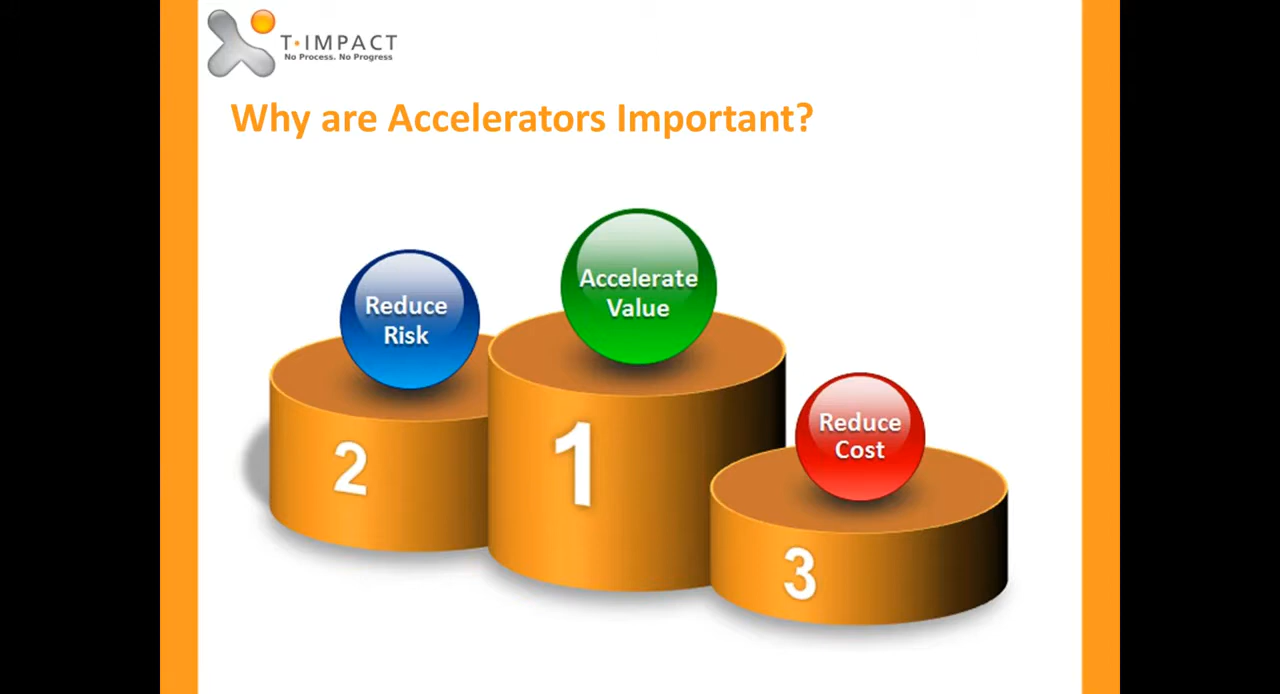 T·IMPACT
No Process. No Progress
Why are Accelerators Important?
Accelerate
Value
Reduce
Risk
Reduce
Cost
2
1
3